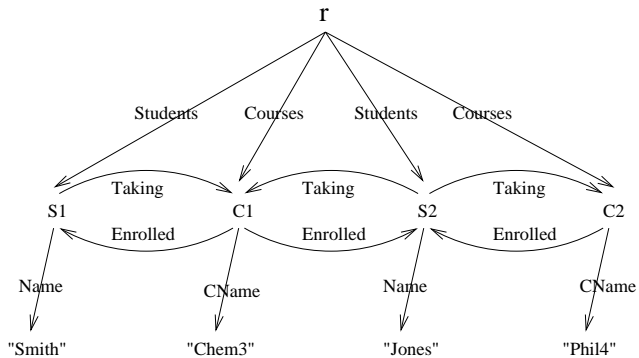 r
Students Courses Students Courses
Taking Taking Taking
S1 C1 S2 C2
Enrolled Enrolled Enrolled
Name CName Name CName
"Smith" "Chem3" "Jones" "Phil4"